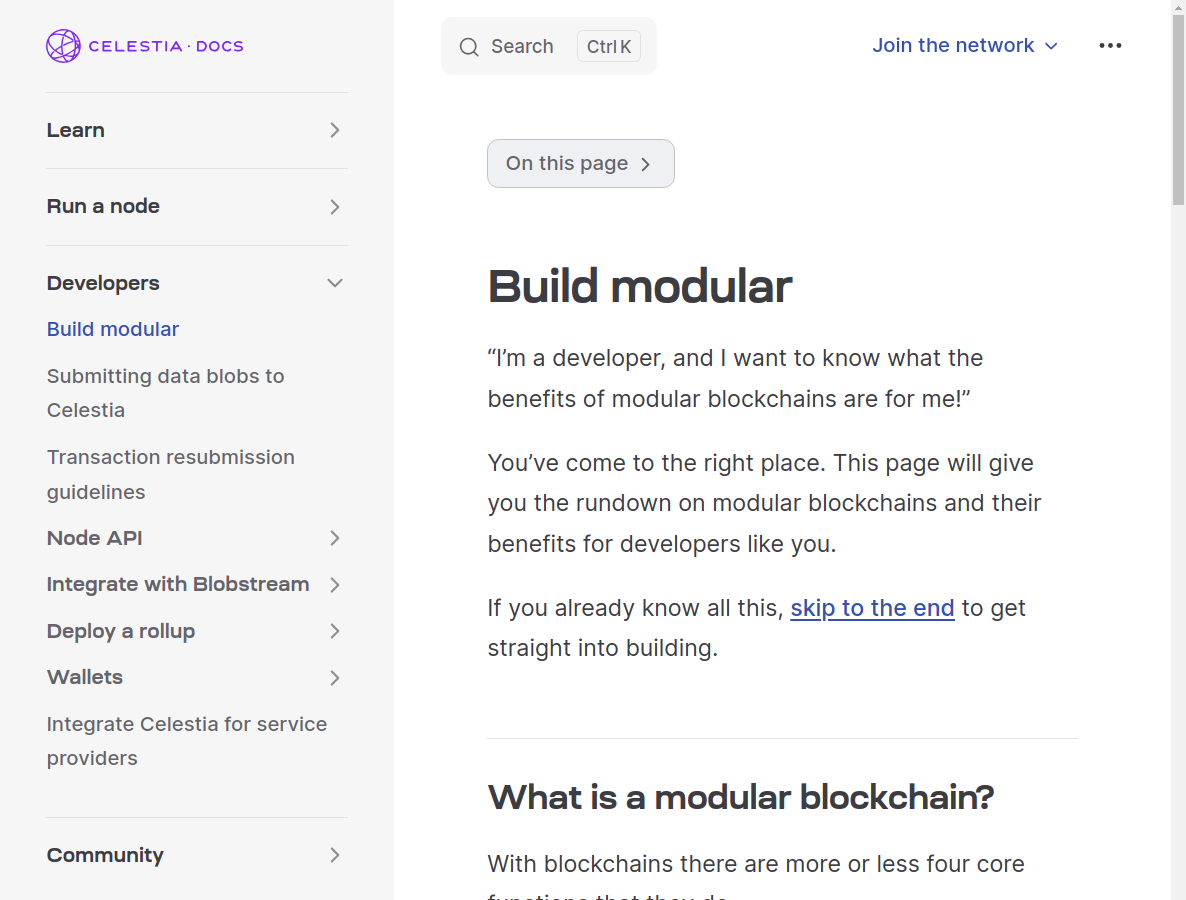 CELESTIA · DOCS
Learn
Run a node
Developers
Build modular
Submitting data blobs to
Celestia
Transaction resubmission
guidelines
Node API
Integrate with Blobstream
Deploy a rollup
Wallets
Integrate Celestia for service
providers
Community
Search Ctrl K
Join the network
On this page
Build modular
“I’m a developer, and I want to know what the
benefits of modular blockchains are for me!”
You’ve come to the right place. This page will give
you the rundown on modular blockchains and their
benefits for developers like you.
If you already know all this, skip to the end to get
straight into building.
What is a modular blockchain?
With blockchains there are more or less four core
functions that they do